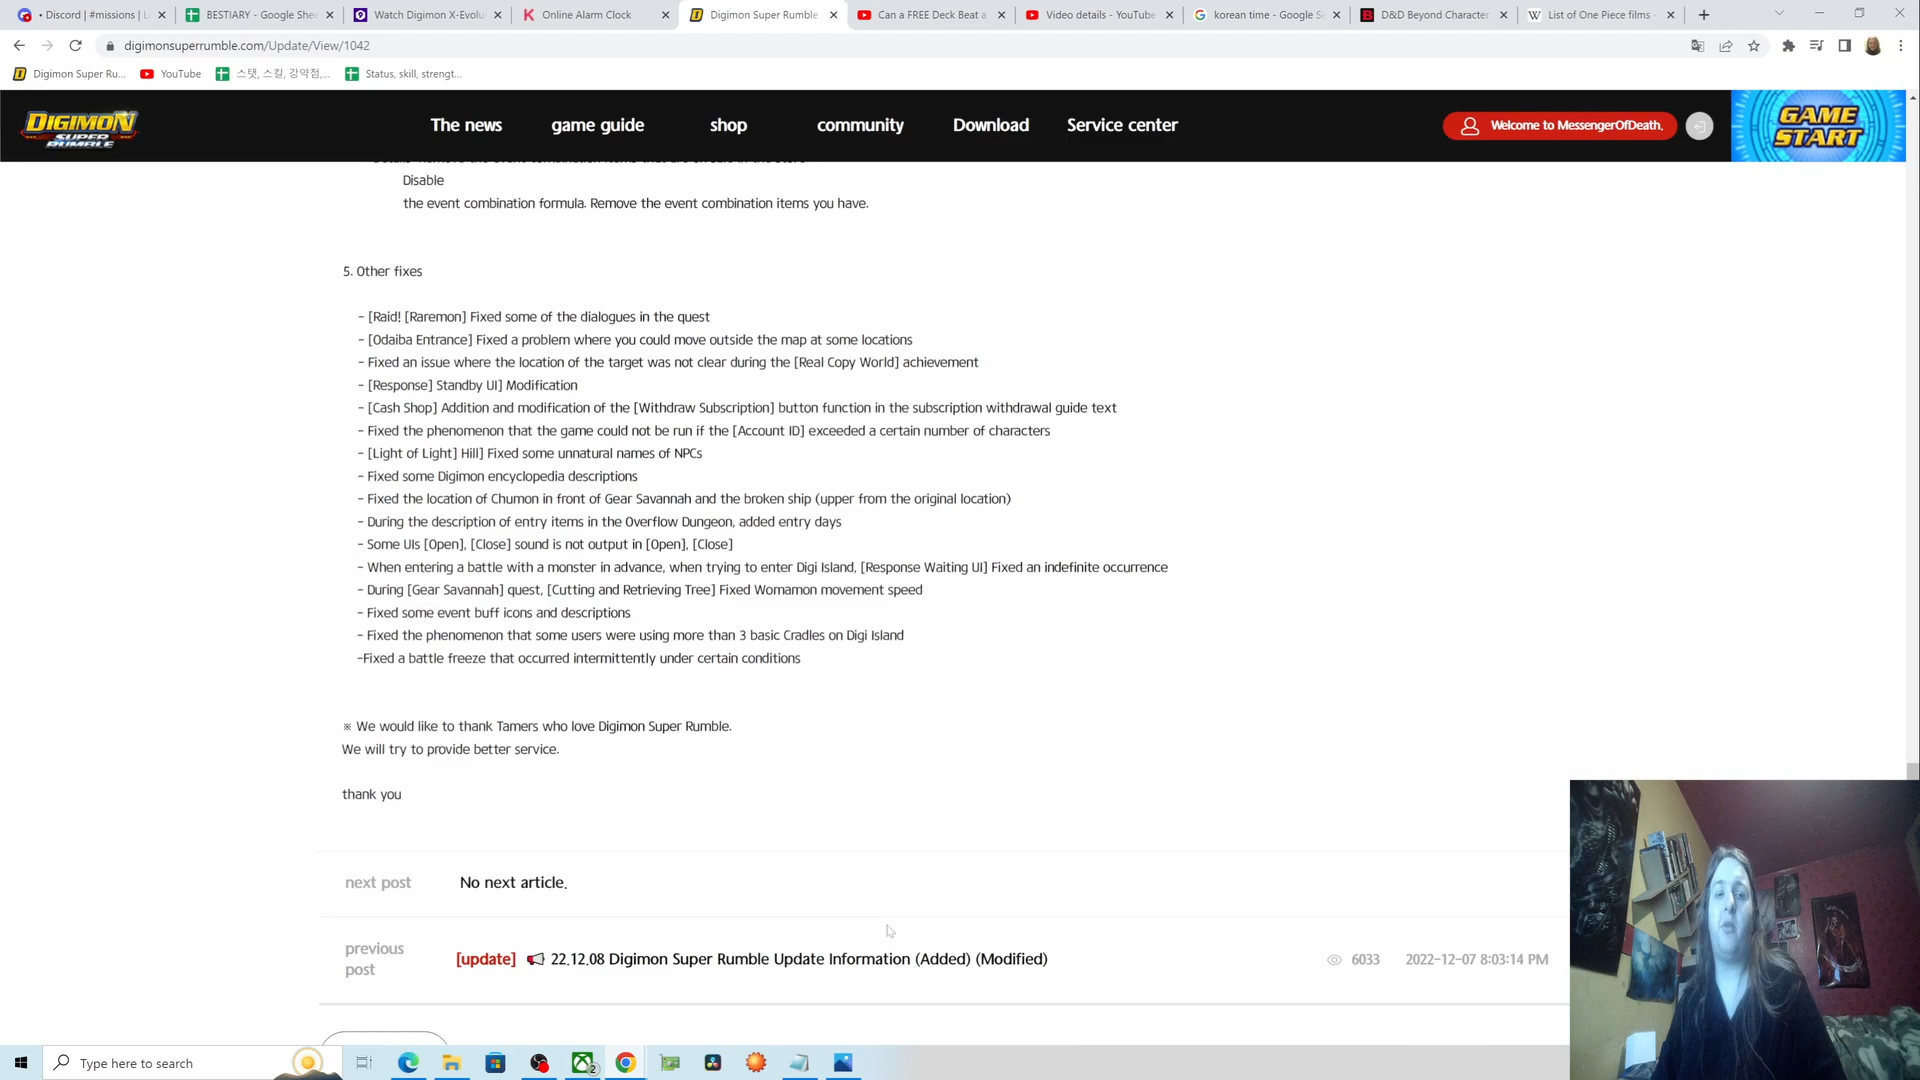 • Discord | #missions | L
BESTIARY - Google Shee
Watch Digimon X-Evolu
Online Alarm Clock
Digimon Super Rumble
Can a FREE Deck Beat a
Video details - YouTube
korean time - Google Se
D&D Beyond Character
List of One Piece films -
digimonsuperrumble.com/Update/View/1042
Digimon Super Ru...
YouTube
스탯, 스킬, 강약점,...
Status, skill, strengt...
DIGIMON SUPER RUMBLE
The news
game guide
shop
community
Download
Service center
Welcome to MessengerOfDeath.
GAME START
Disable
the event combination formula. Remove the event combination items you have.
5. Other fixes
- [Raid! [Raremon] Fixed some of the dialogues in the quest
- [Odaiba Entrance] Fixed a problem where you could move outside the map at some locations
- Fixed an issue where the location of the target was not clear during the [Real Copy World] achievement
- [Response] Standby UI] Modification
- [Cash Shop] Addition and modification of the [Withdraw Subscription] button function in the subscription withdrawal guide text
- Fixed the phenomenon that the game could not be run if the [Account ID] exceeded a certain number of characters
- [Light of Light] Hill] Fixed some unnatural names of NPCs
- Fixed some Digimon encyclopedia descriptions
- Fixed the location of Chumon in front of Gear Savannah and the broken ship (upper from the original location)
- During the description of entry items in the Overflow Dungeon, added entry days
- Some UIs [Open], [Close] sound is not output in [Open], [Close]
- When entering a battle with a monster in advance, when trying to enter Digi Island, [Response Waiting UI] Fixed an indefinite occurrence
- During [Gear Savannah] quest, [Cutting and Retrieving Tree] Fixed Womamon movement speed
- Fixed some event buff icons and descriptions
- Fixed the phenomenon that some users were using more than 3 basic Cradles on Digi Island
-Fixed a battle freeze that occurred intermittently under certain conditions
※ We would like to thank Tamers who love Digimon Super Rumble.
We will try to provide better service.
thank you
next post
No next article.
previous post
[update] 22.12.08 Digimon Super Rumble Update Information (Added) (Modified)
6033
2022-12-07 8:03:14 PM
Type here to search
2